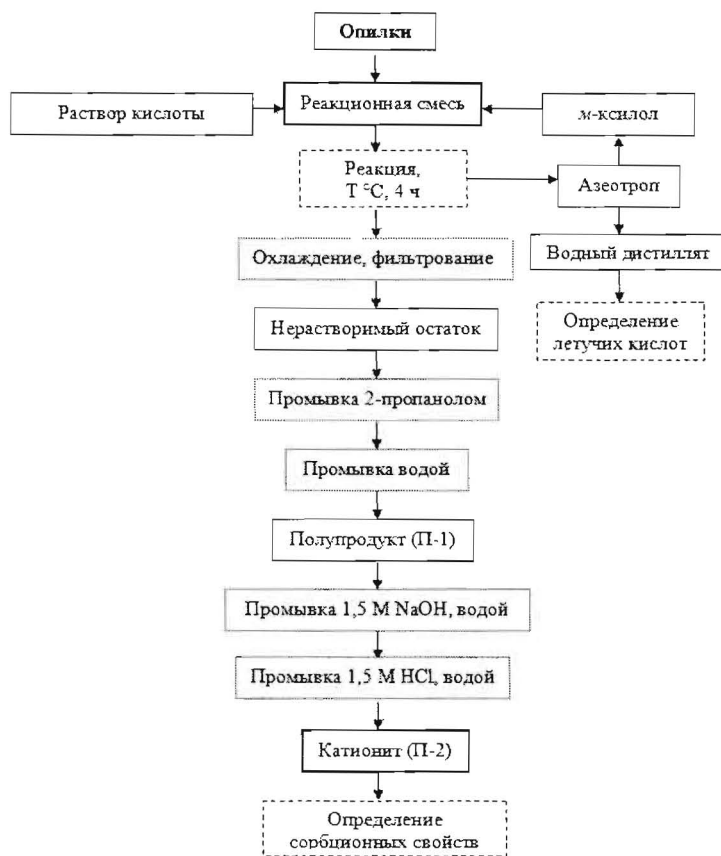 Опилки
Раствор кислоты
Реакционная смесь
м-ксилол
Реакция,
Т °С, 4 ч
Азеотроп
Охлаждение, фильтрование
Водный дистиллят
Нерастворимый остаток
Определение
летучих кислот
Промывка 2-пропанолом
Промывка водой
Полупродукт (П-1)
Промывка 1,5 М NaOH, водой
Промывка 1,5 М HCl, водой
Катионит (П-2)
Определение
сорбционных свойств